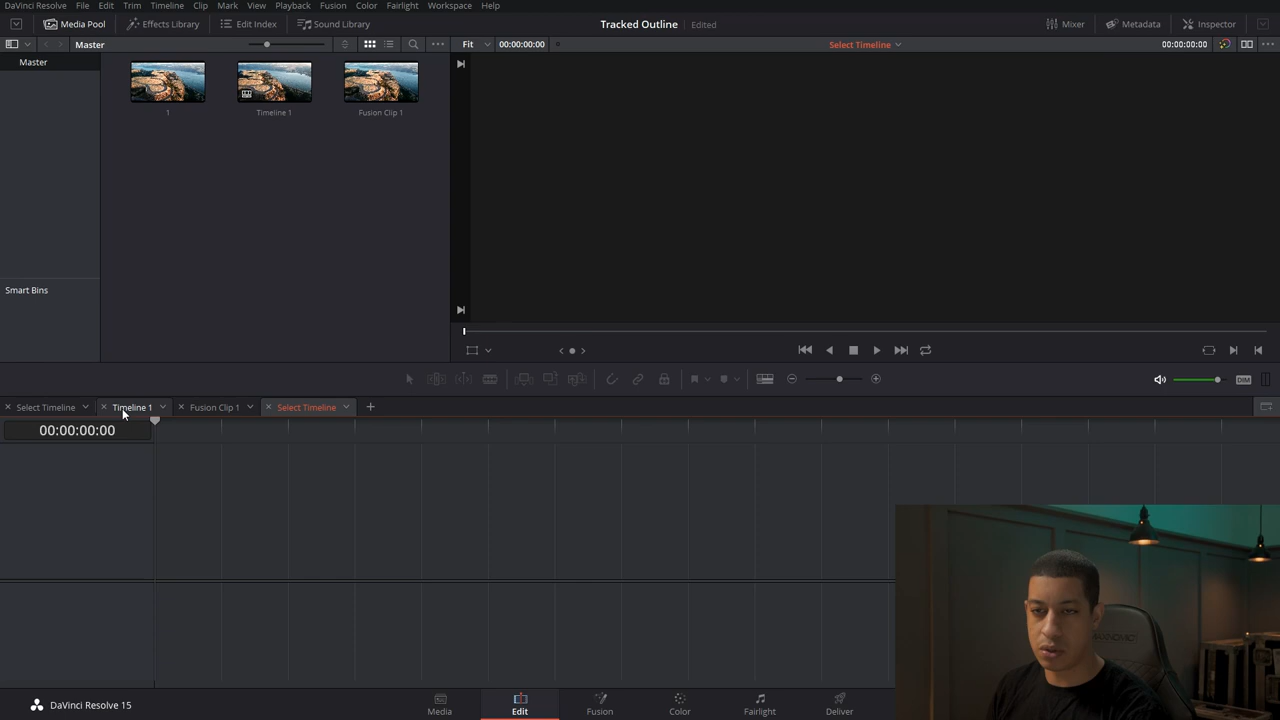 DaVinci Resolve File Edit Trim Timeline Clip Mark View Playback Fusion Color Fairlight Workspace Help
Media Pool Effects Library Edit Index Sound Library Tracked Outline Edited Mixer Metadata Inspector
Master Fit 00:00:00:00 Select Timeline 00:00:00:00
Master
1 Timeline 1 Fusion Clip 1
Smart Bins
DIM
Select Timeline Timeline 1 Fusion Clip 1 Select Timeline
00:00:00:00
MAXNOMO
DaVinci Resolve 15 Media Edit Fusion Color Fairlight Deliver